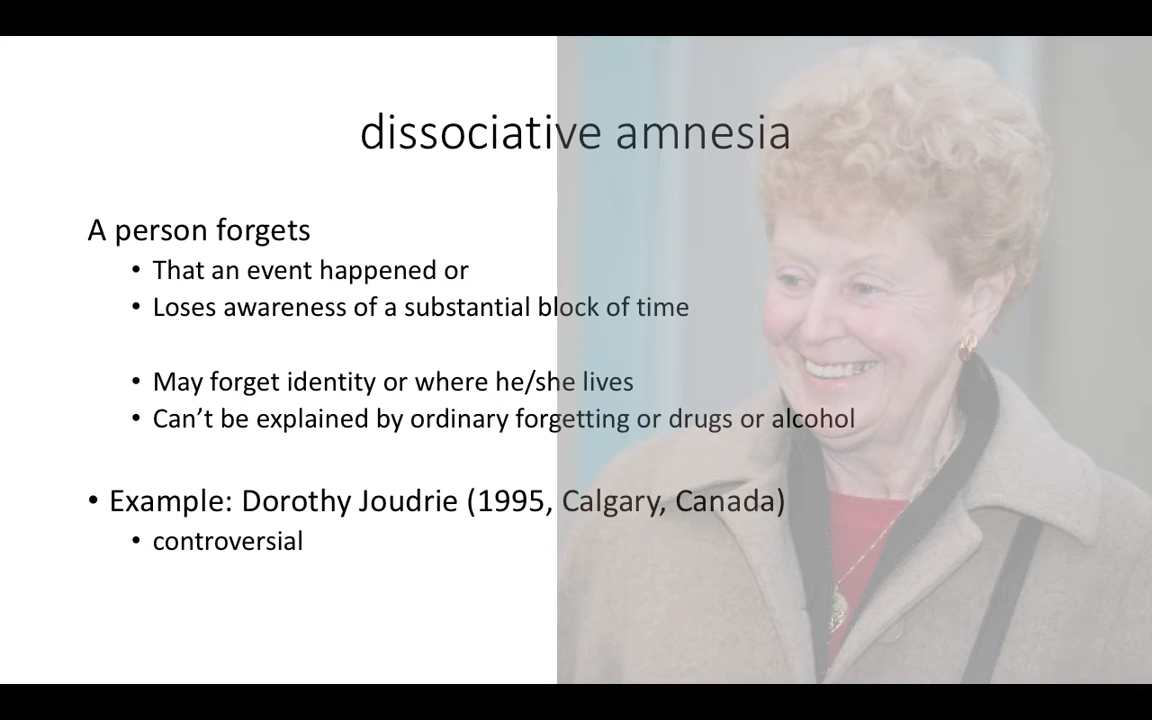 dissociative amnesia
A person forgets
• That an event happened or
• Loses awareness of a substantial block of time
• May forget identity or where he/she lives
• Can’t be explained by ordinary forgetting or drugs or alcohol
• Example: Dorothy Joudrie (1995, Calgary, Canada)
• controversial